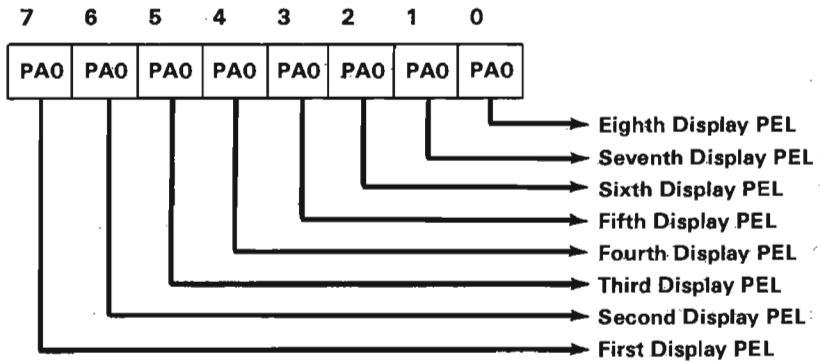 7 6 5 4 3 2 1 0
PA0 PA0 PA0 PA0 PA0 PA0 PA0 PA0
Eighth Display PEL
Seventh Display PEL
Sixth Display PEL
Fifth Display PEL
Fourth Display PEL
Third Display PEL
Second Display PEL
First Display PEL